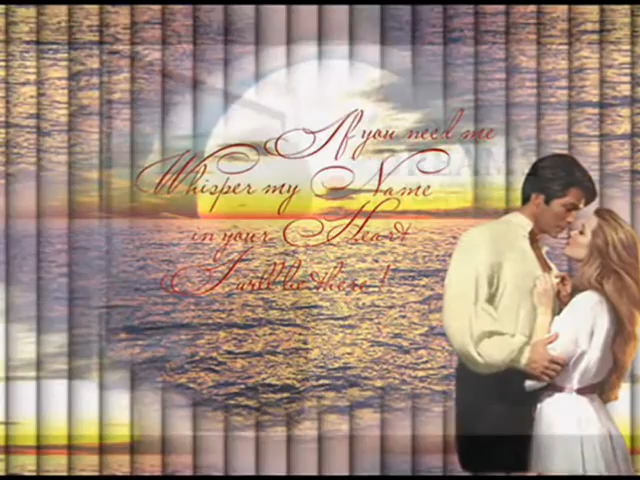 If you need me
Whisper my Name
in your Heart
I will be there !